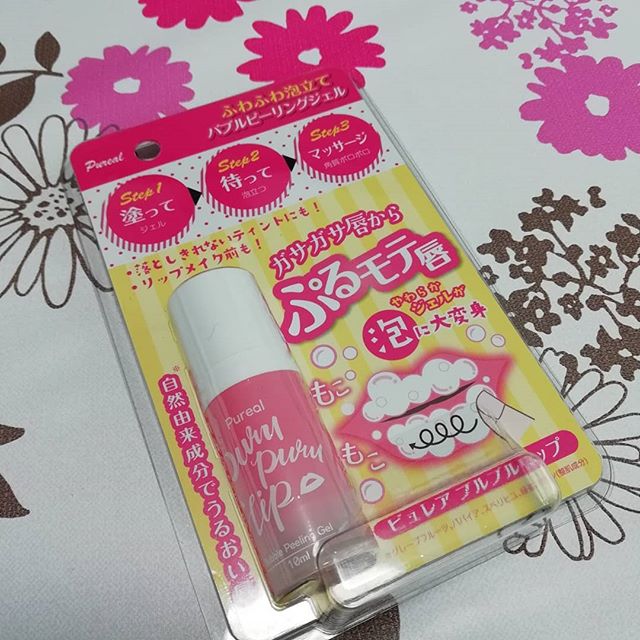 ふわふわ泡立て
バブルピーリングジェル
Pureal
Step1
塗って
ジェル
Step2
待って
泡立つ
Step3
マッサージ
角質ポロポロ
・落としきれないティントにも!
・リップメイク前も!
ガサガサ唇から
ぷるモテ唇
やわらか
ジェルが
泡に大変身
もこ
もこ
※自然由来成分でうるおい
Pureal
puru
puru
lip.
Bubble Peeling Gel
10ml
ピュレア プルプルリップ